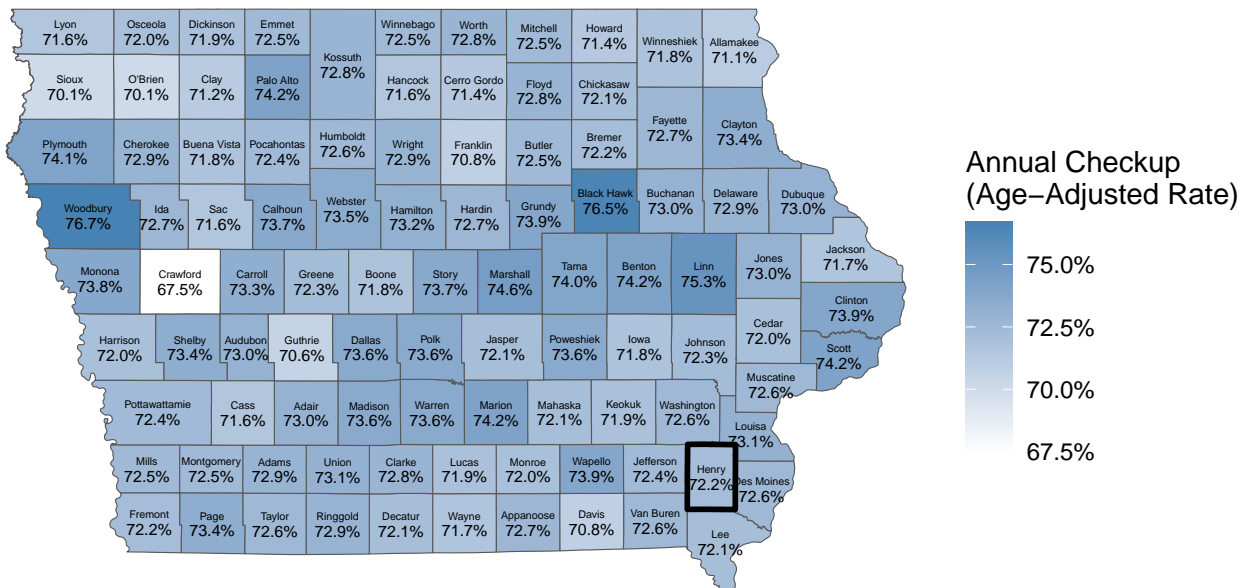 Lyon
71.6%
Osceola
72.0%
Dickinson
71.9%
Emmet
72.5%
Kossuth
72.8%
Winnebago
72.5%
Worth
72.8%
Mitchell
72.5%
Howard
71.4%
Winneshiek
71.8%
Allamakee
71.1%
Sioux
70.1%
O'Brien
70.1%
Clay
71.2%
Palo Alto
74.2%
Hancock
71.6%
Cerro Gordo
71.4%
Floyd
72.8%
Chickasaw
72.1%
Fayette
72.7%
Clayton
73.4%
Plymouth
74.1%
Cherokee
72.9%
Buena Vista
71.8%
Pocahontas
72.4%
Humboldt
72.6%
Wright
72.9%
Franklin
70.8%
Butler
72.5%
Bremer
72.2%
Woodbury
76.7%
Ida
72.7%
Sac
71.6%
Calhoun
73.7%
Webster
73.5%
Hamilton
73.2%
Hardin
72.7%
Grundy
73.9%
Black Hawk
76.5%
Buchanan
73.0%
Delaware
72.9%
Dubuque
73.0%
Monona
73.8%
Crawford
67.5%
Carroll
73.3%
Greene
72.3%
Boone
71.8%
Story
73.7%
Marshall
74.6%
Tama
74.0%
Benton
74.2%
Linn
75.3%
Jones
73.0%
Jackson
71.7%
Clinton
73.9%
Harrison
72.0%
Shelby
73.4%
Audubon
73.0%
Guthrie
70.6%
Dallas
73.6%
Polk
73.6%
Jasper
72.1%
Poweshiek
73.6%
Iowa
71.8%
Johnson
72.3%
Cedar
72.0%
Scott
74.2%
Muscatine
72.6%
Pottawattamie
72.4%
Cass
71.6%
Adair
73.0%
Madison
73.6%
Warren
73.6%
Marion
74.2%
Mahaska
72.1%
Keokuk
71.9%
Washington
72.6%
Louisa
73.1%
Mills
72.5%
Montgomery
72.5%
Adams
72.9%
Union
73.1%
Clarke
72.8%
Lucas
71.9%
Monroe
72.0%
Wapello
73.9%
Jefferson
72.4%
Henry
72.2%
Des Moines
72.6%
Fremont
72.2%
Page
73.4%
Taylor
72.6%
Ringgold
72.9%
Decatur
72.1%
Wayne
71.7%
Appanoose
72.7%
Davis
70.8%
Van Buren
72.6%
Lee
72.1%
Annual Checkup
(Age−Adjusted Rate)
75.0%
72.5%
70.0%
67.5%